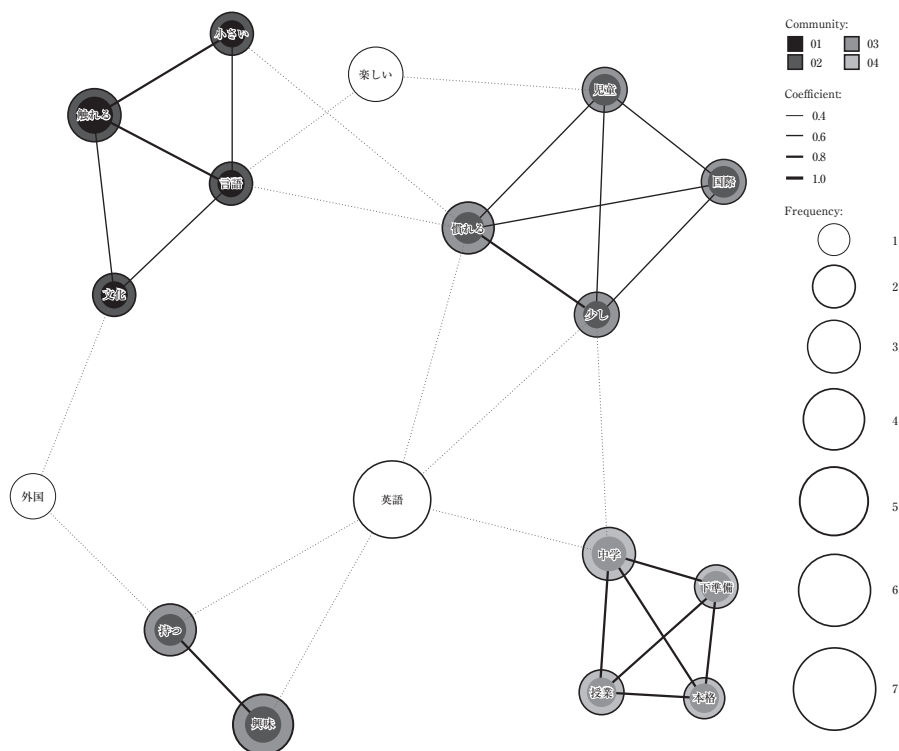 小さい
楽しい
児童
触れる
言語
国際
慣れる
文化
少し
外国
英語
中学
下準備
持つ
授業
本格
興味
Community:
01
02
03
04
Coefficient:
0.4
0.6
0.8
1.0
Frequency:
1
2
3
4
5
6
7